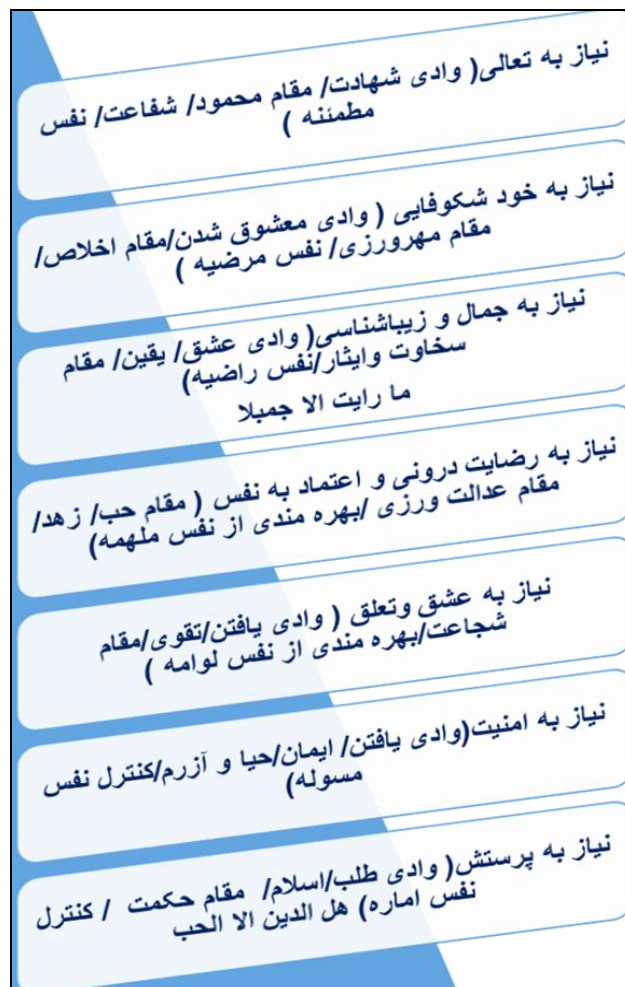 نیاز به تعالی( وادی شهادت/ مقام محمود/ شفاعت/ نفس
مطمئنه )
نیاز به خود شکوفایی ( وادی معشوق شدن/مقام اخلاص/
مقام مهرورزی/ نفس مرضیه )
نیاز به جمال و زیباشناسی( وادی عشق/ یقین/ مقام
سخاوت وایثار/نفس راضیه)
ما رایت الا جمبلا
نیاز به رضایت درونی و اعتماد به نفس ( مقام حب/ زهد/
مقام عدالت ورزی /بهره مندی از نفس ملهمه)
نیاز به عشق وتعلق ( وادی یافتن/تقوی/مقام
شجاعت/بهره مندی از نفس لوامه )
نیاز به امنیت(وادی یافتن/ ایمان/حیا و آزرم/کنترل نفس
مسوله)
نیاز به پرستش( وادی طلب/اسلام/ مقام حکمت / کنترل
نفس اماره) هل الدین الا الحب